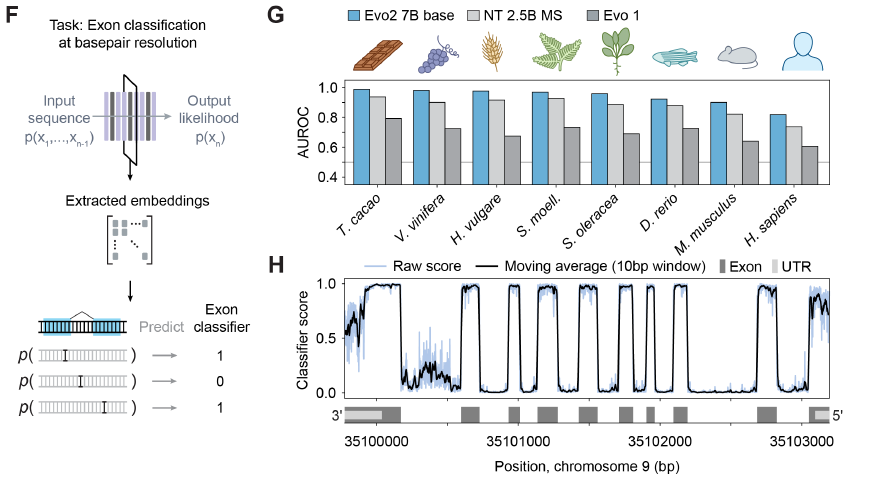 F
Task: Exon classification
at basepair resolution
Input
sequence
p(x1,...,xn-1)
Output
likelihood
p(xn)
Extracted embeddings
Predict
Exon
classifier
p( ) 1
p( ) 0
p( ) 1
G
Evo2 7B base NT 2.5B MS Evo 1
AUROC
1.0
0.8
0.6
0.4
T. cacao
V. vinifera
H. vulgare
S. moell.
S. oleracea
D. rerio
M. musculus
H. sapiens
H
Raw score Moving average (10bp window) Exon UTR
Classifier score
1.0
0.5
0.0
3' 5'
35100000 35101000 35102000 35103000
Position, chromosome 9 (bp)